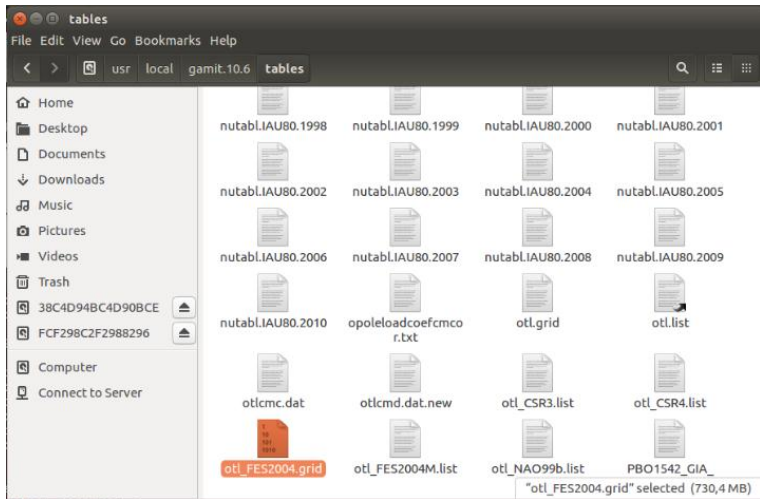 tables
File Edit View Go Bookmarks Help
usr local gamit.10.6 tables
Home
Desktop
Documents
Downloads
Music
Pictures
Videos
Trash
38C4D94BC4D90BCE
FCF298C2F2988296
Computer
Connect to Server
nutabl.IAU80.1998 nutabl.IAU80.1999 nutabl.IAU80.2000 nutabl.IAU80.2001
nutabl.IAU80.2002 nutabl.IAU80.2003 nutabl.IAU80.2004 nutabl.IAU80.2005
nutabl.IAU80.2006 nutabl.IAU80.2007 nutabl.IAU80.2008 nutabl.IAU80.2009
nutabl.IAU80.2010 opoleloadcoefcmco otl.grid otl.list
r.txt
otlcmc.dat otlcmd.dat.new otl_CSR3.list otl_CSR4.list
1
10
101
1010
otl_FES2004.grid otl_FES2004M.list otl_NAO99b.list PBO1542_GIA_
"otl_FES2004.grid" selected (730,4 MB)